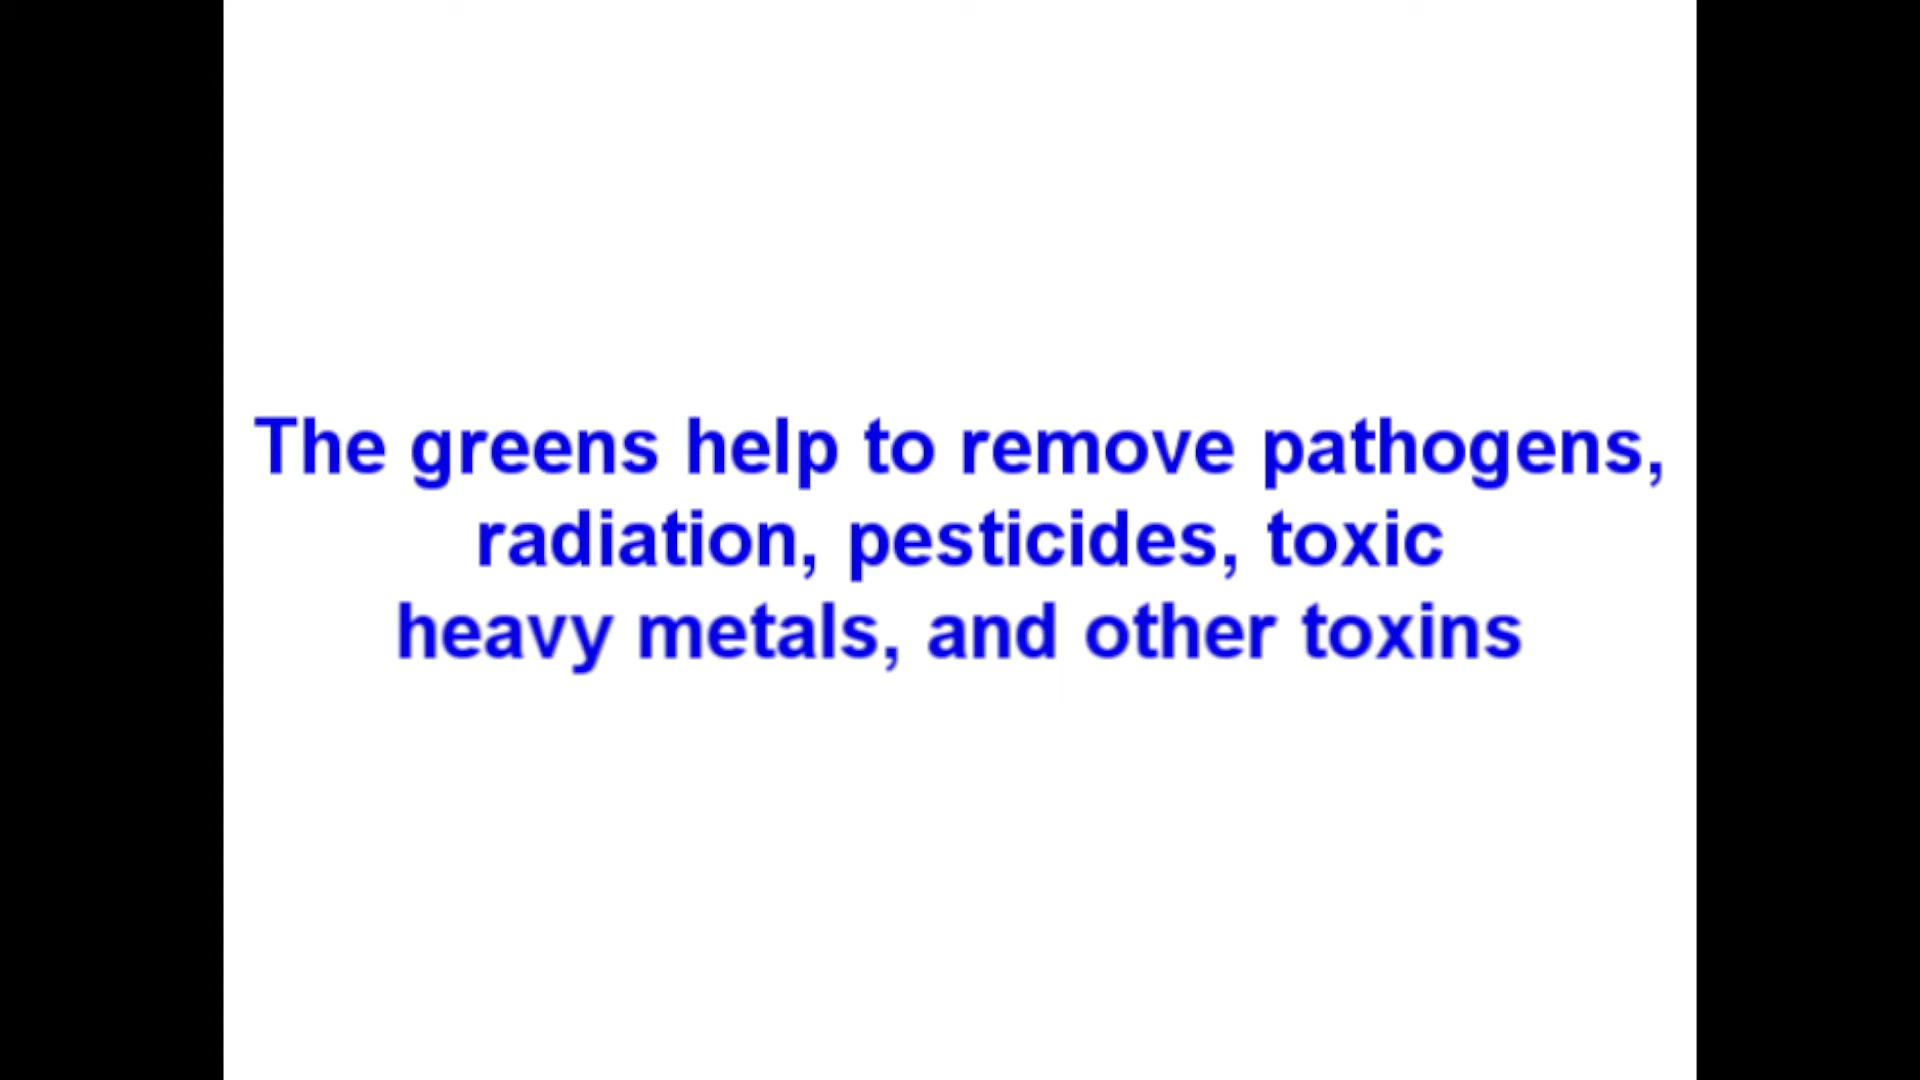 The greens help to remove pathogens,
radiation, pesticides, toxic
heavy metals, and other toxins